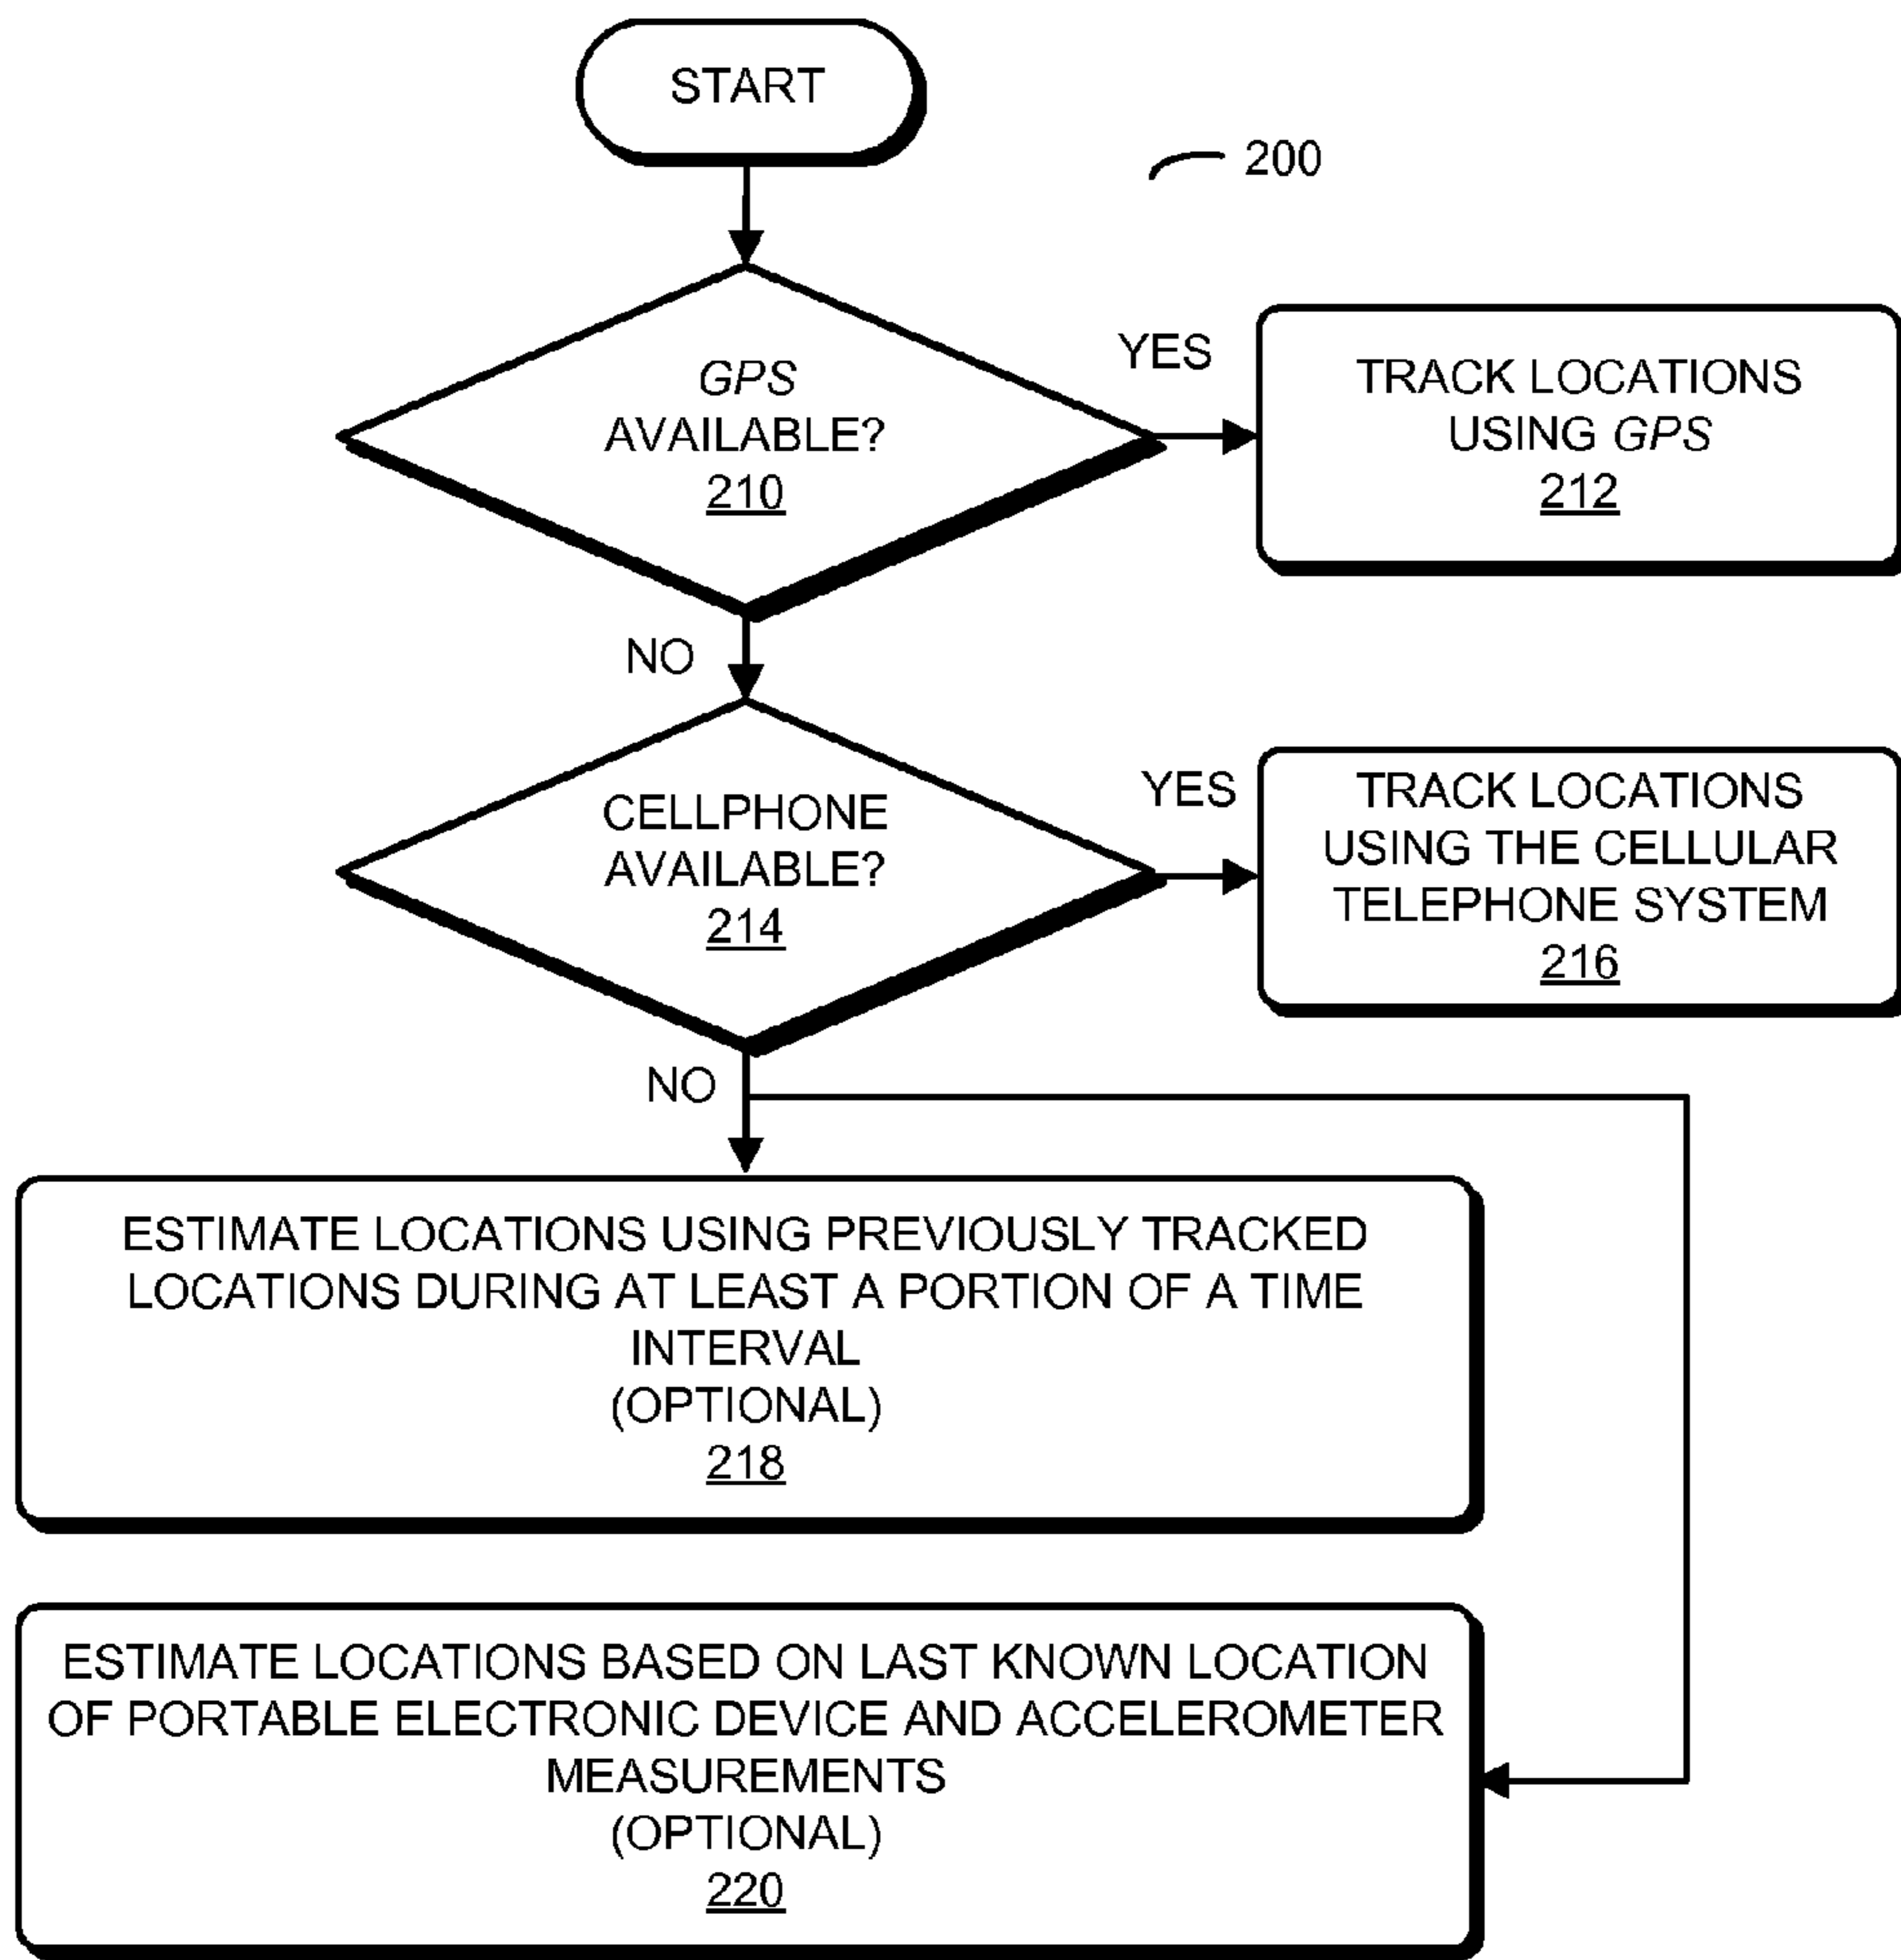 START
200
GPS
AVAILABLE?
210
YES
TRACK LOCATIONS
USING GPS
212
NO
CELLPHONE
AVAILABLE?
214
YES
TRACK LOCATIONS
USING THE CELLULAR
TELEPHONE SYSTEM
216
NO
ESTIMATE LOCATIONS USING PREVIOUSLY TRACKED
LOCATIONS DURING AT LEAST A PORTION OF A TIME
INTERVAL
(OPTIONAL)
218
ESTIMATE LOCATIONS BASED ON LAST KNOWN LOCATION
OF PORTABLE ELECTRONIC DEVICE AND ACCELEROMETER
MEASUREMENTS
(OPTIONAL)
220